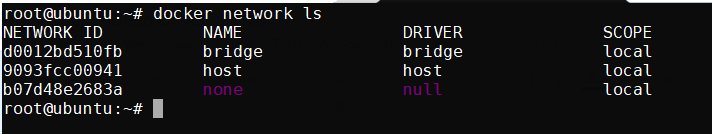 root@ubuntu:~# docker network ls
NETWORK ID          NAME                DRIVER              SCOPE
d0012bd510fb        bridge              bridge              local
9093fcc00941        host                host                local
b07d48e2683a        none                null                local
root@ubuntu:~#